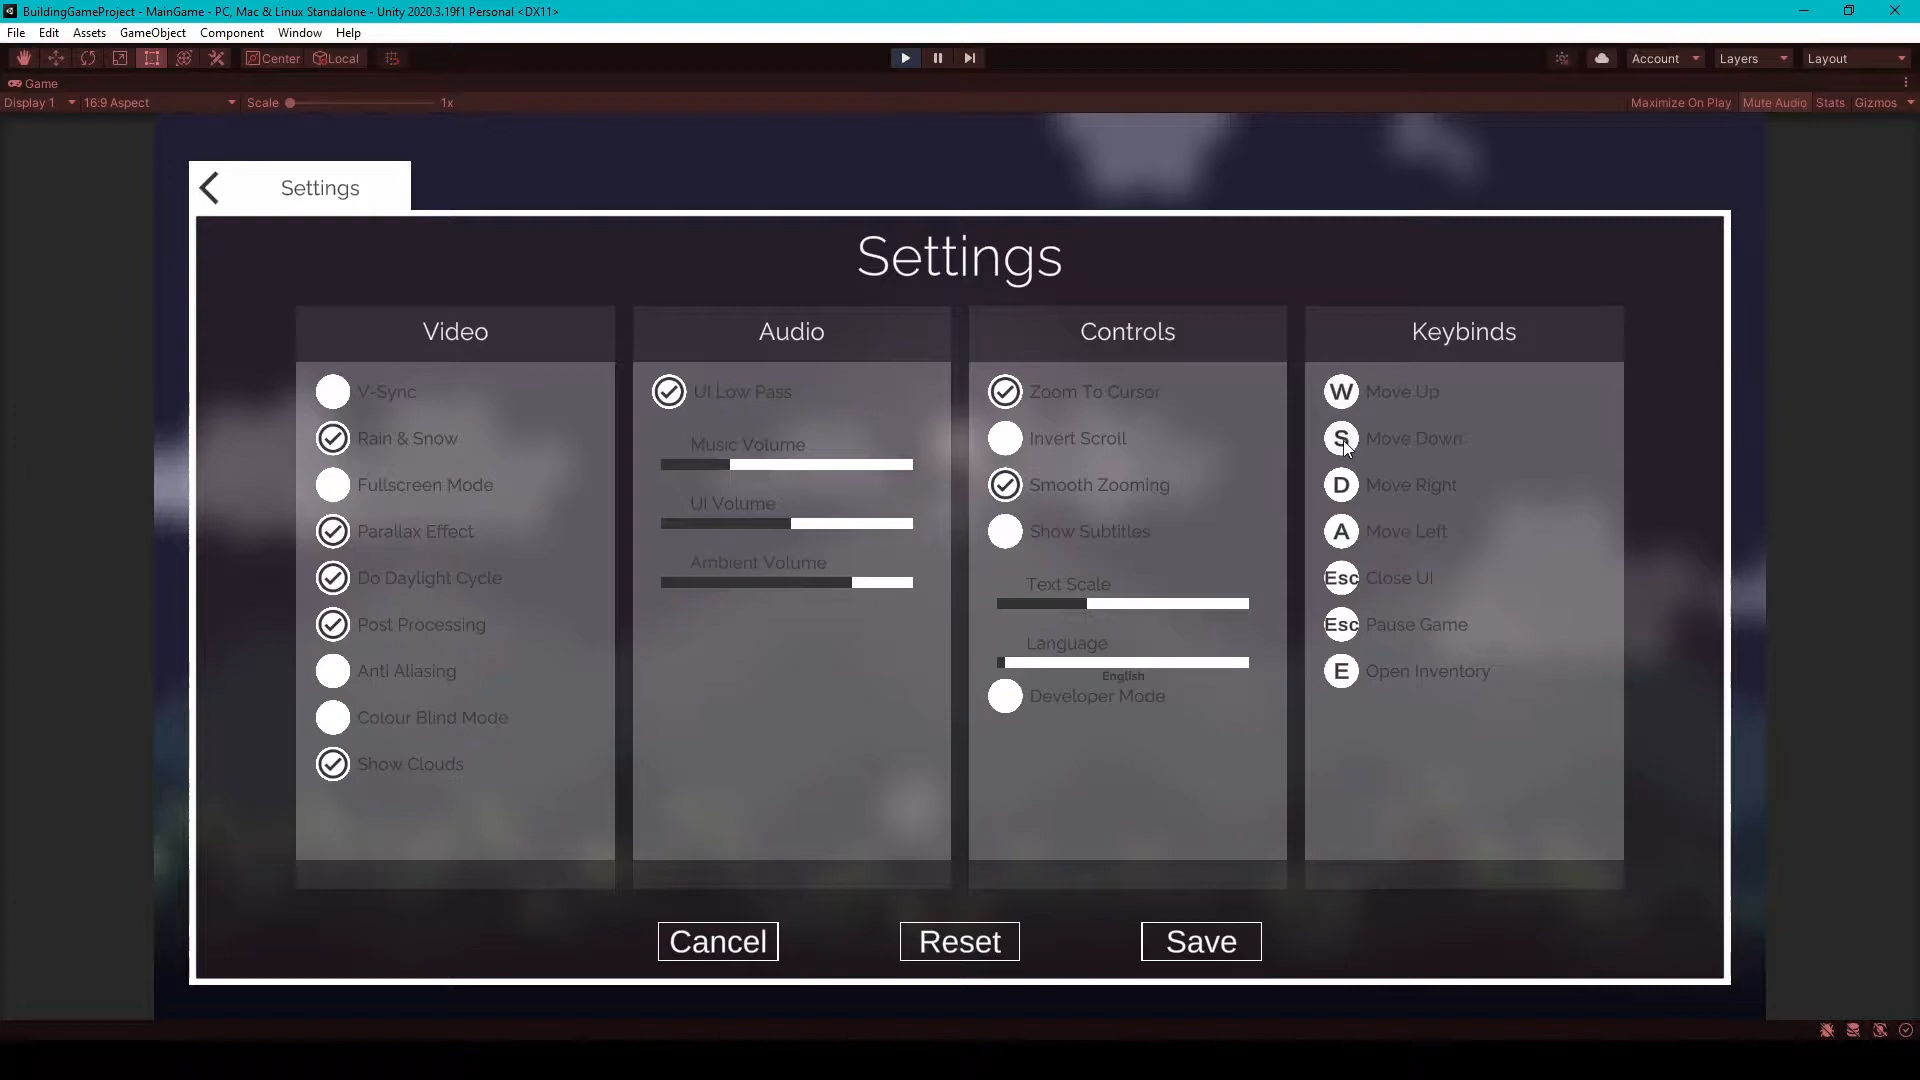 BuildingGameProject - MainGame - PC, Mac & Linux Standalone - Unity 2020.3.19f1 Personal <DX11>
File Edit Assets GameObject Component Window Help
Center Local Account Layers Layout
Game
Display 1 16:9 Aspect Scale 1x Maximize On Play Mute Audio Stats Gizmos
Settings
Settings
Video
V-Sync
Rain & Snow
Fullscreen Mode
Parallax Effect
Do Daylight Cycle
Post Processing
Anti Aliasing
Colour Blind Mode
Show Clouds
Audio
UI Low Pass
Music Volume
UI Volume
Ambient Volume
Controls
Zoom To Cursor
Invert Scroll
Smooth Zooming
Show Subtitles
Text Scale
Language
English
Developer Mode
Keybinds
W Move Up
S Move Down
D Move Right
A Move Left
Esc Close UI
Esc Pause Game
E Open Inventory
Cancel Reset Save